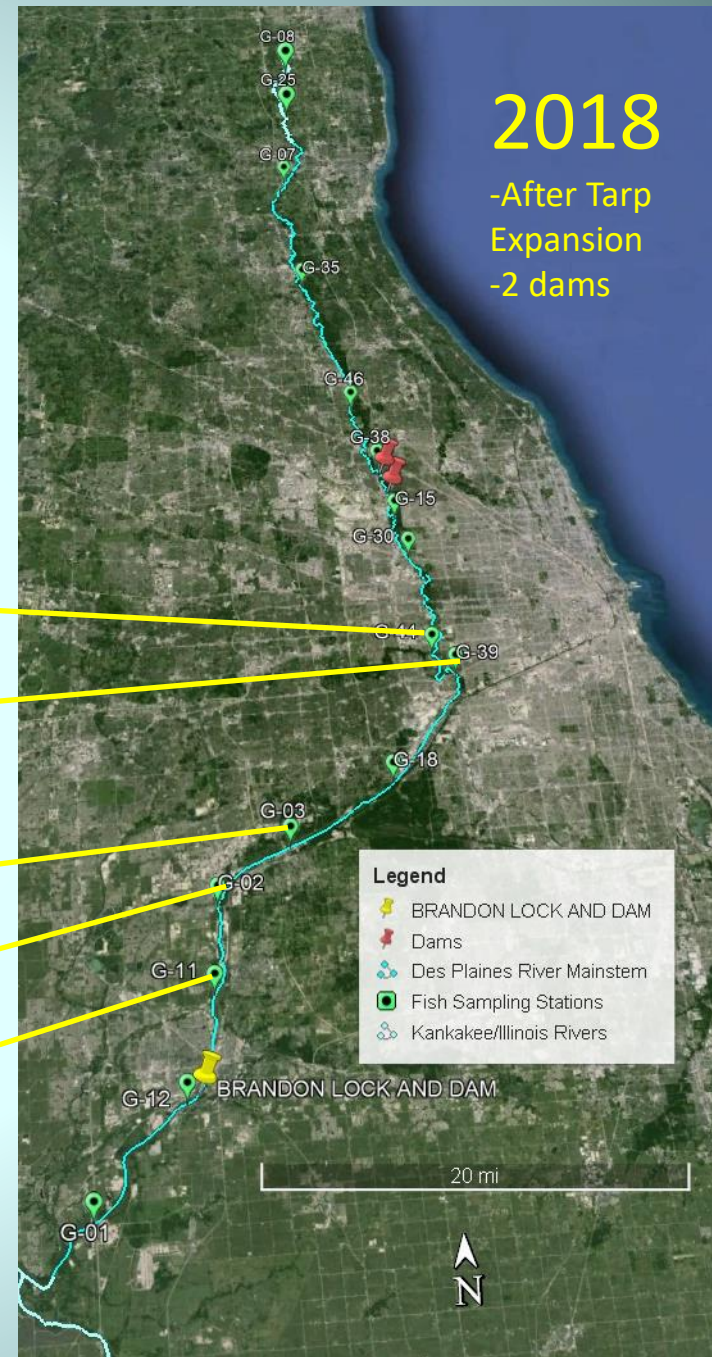 G-08
G-25
2018
-After Tarp
Expansion
-2 dams
G-07
G-35
G-46
G-38
G-15
G-30
G-44
G-39
G-18
G-03
G-02
G-11
Legend
BRANDON LOCK AND DAM
Dams
Des Plaines River Mainstem
Fish Sampling Stations
Kankakee/Illinois Rivers
G-12
BRANDON LOCK AND DAM
20 mi
G-01
N